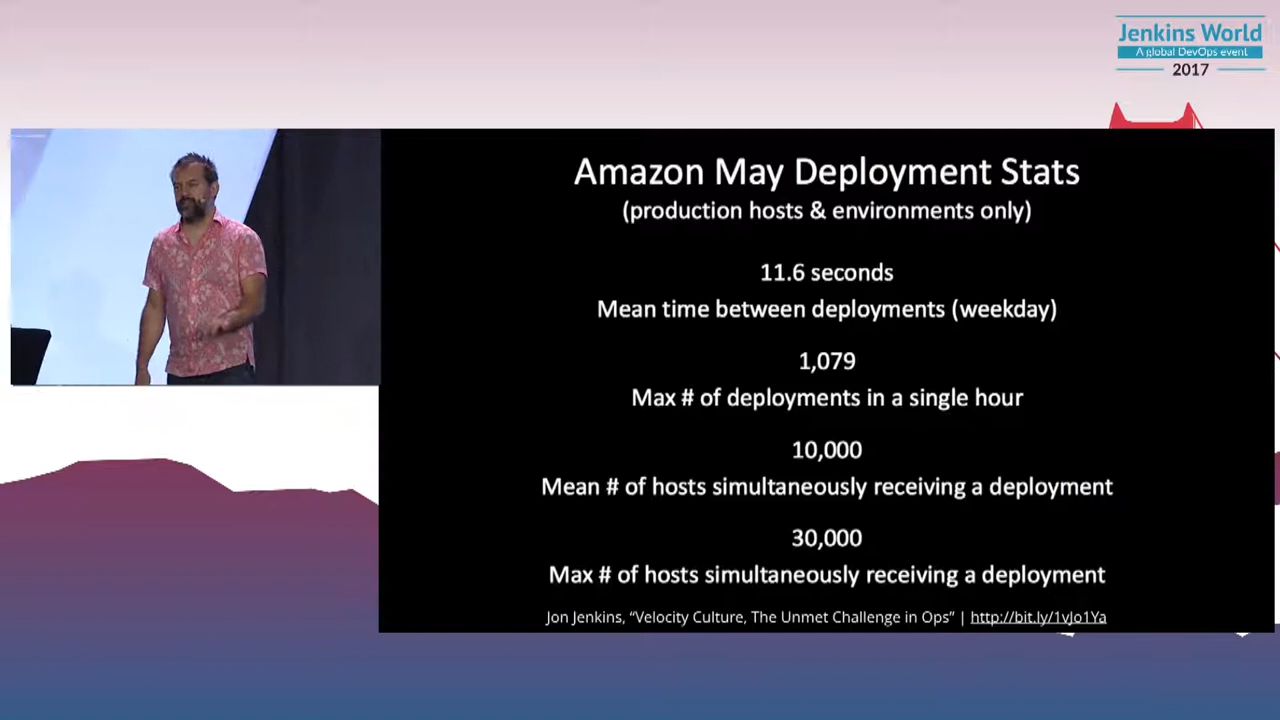 Jenkins World
A global DevOps event
2017
Amazon May Deployment Stats
(production hosts & environments only)
11.6 seconds
Mean time between deployments (weekday)
1,079
Max # of deployments in a single hour
10,000
Mean # of hosts simultaneously receiving a deployment
30,000
Max # of hosts simultaneously receiving a deployment
Jon Jenkins, “Velocity Culture, The Unmet Challenge in Ops” | http://bit.ly/1vJo1Ya